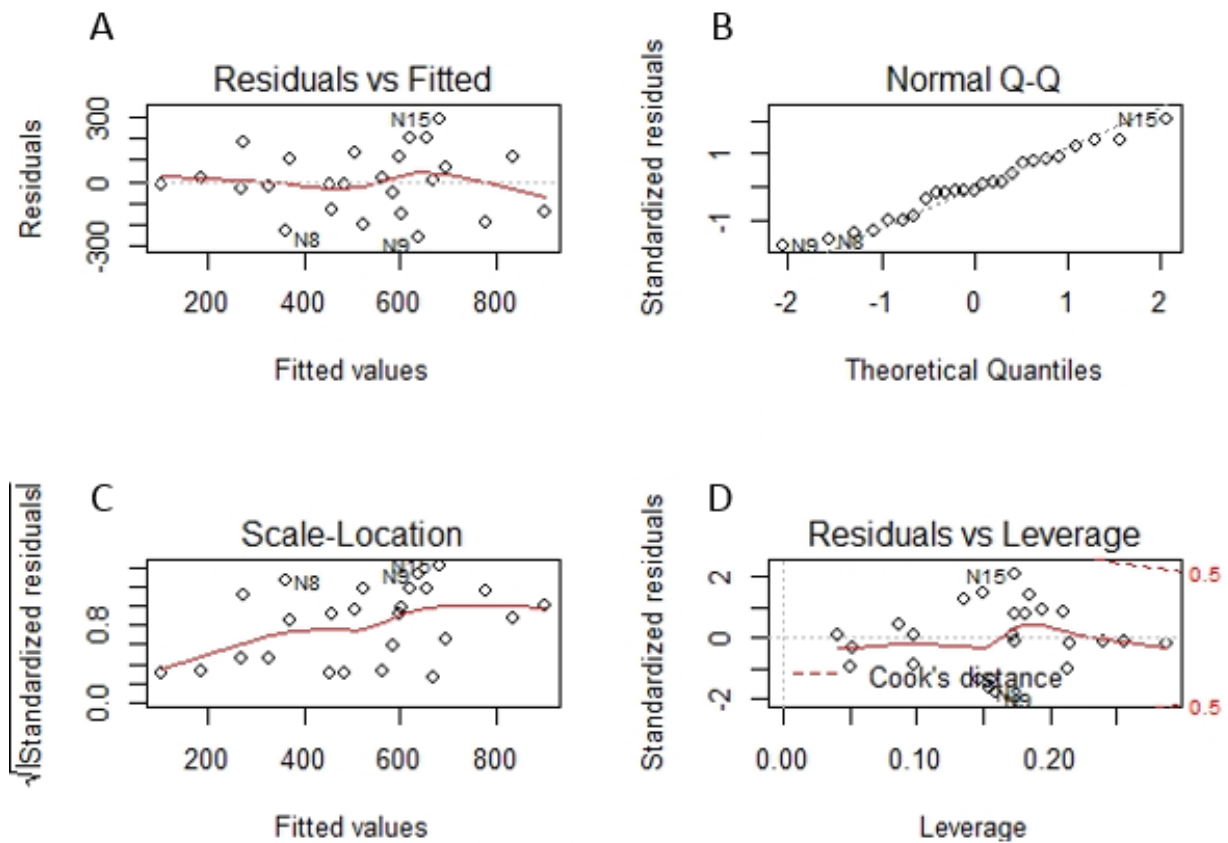 A
Residuals vs Fitted
Residuals
300
0
-300
N15
N8
N9
200
400
600
800
Fitted values
B
Normal Q-Q
Standardized residuals
1
-1
N15
N9
N8
-2
-1
0
1
2
Theoretical Quantiles
C
Scale-Location
√|Standardized residuals|
0.8
0.0
N8
N9
N15
200
400
600
800
Fitted values
D
Residuals vs Leverage
Standardized residuals
2
0
-2
N15
0.5
Cook's distance
N9
0.5
0.00
0.10
0.20
Leverage